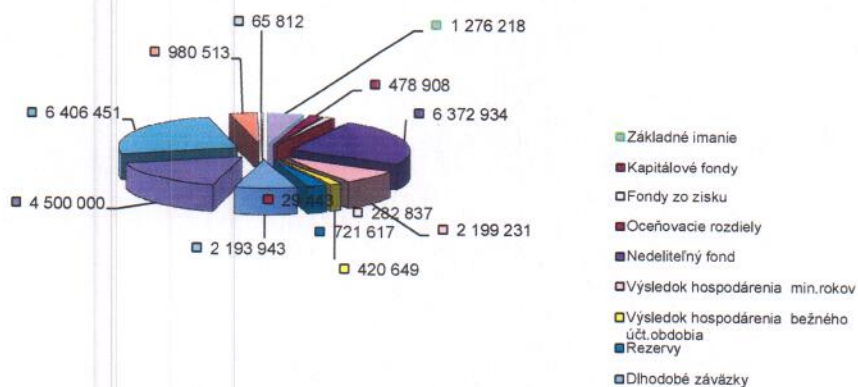 65 812
1 276 218
980 513
478 908
6 406 451
6 372 934
4 500 000
29 443
282 837
2 199 231
721 617
2 193 943
420 649
Základné imanie
Kapitálové fondy
Fondy zo zisku
Oceňovacie rozdiely
Nedeliteľný fond
Výsledok hospodárenia min.rokov
Výsledok hospodárenia bežného
účt.obdobia
Rezervy
Dlhodobé záväzky